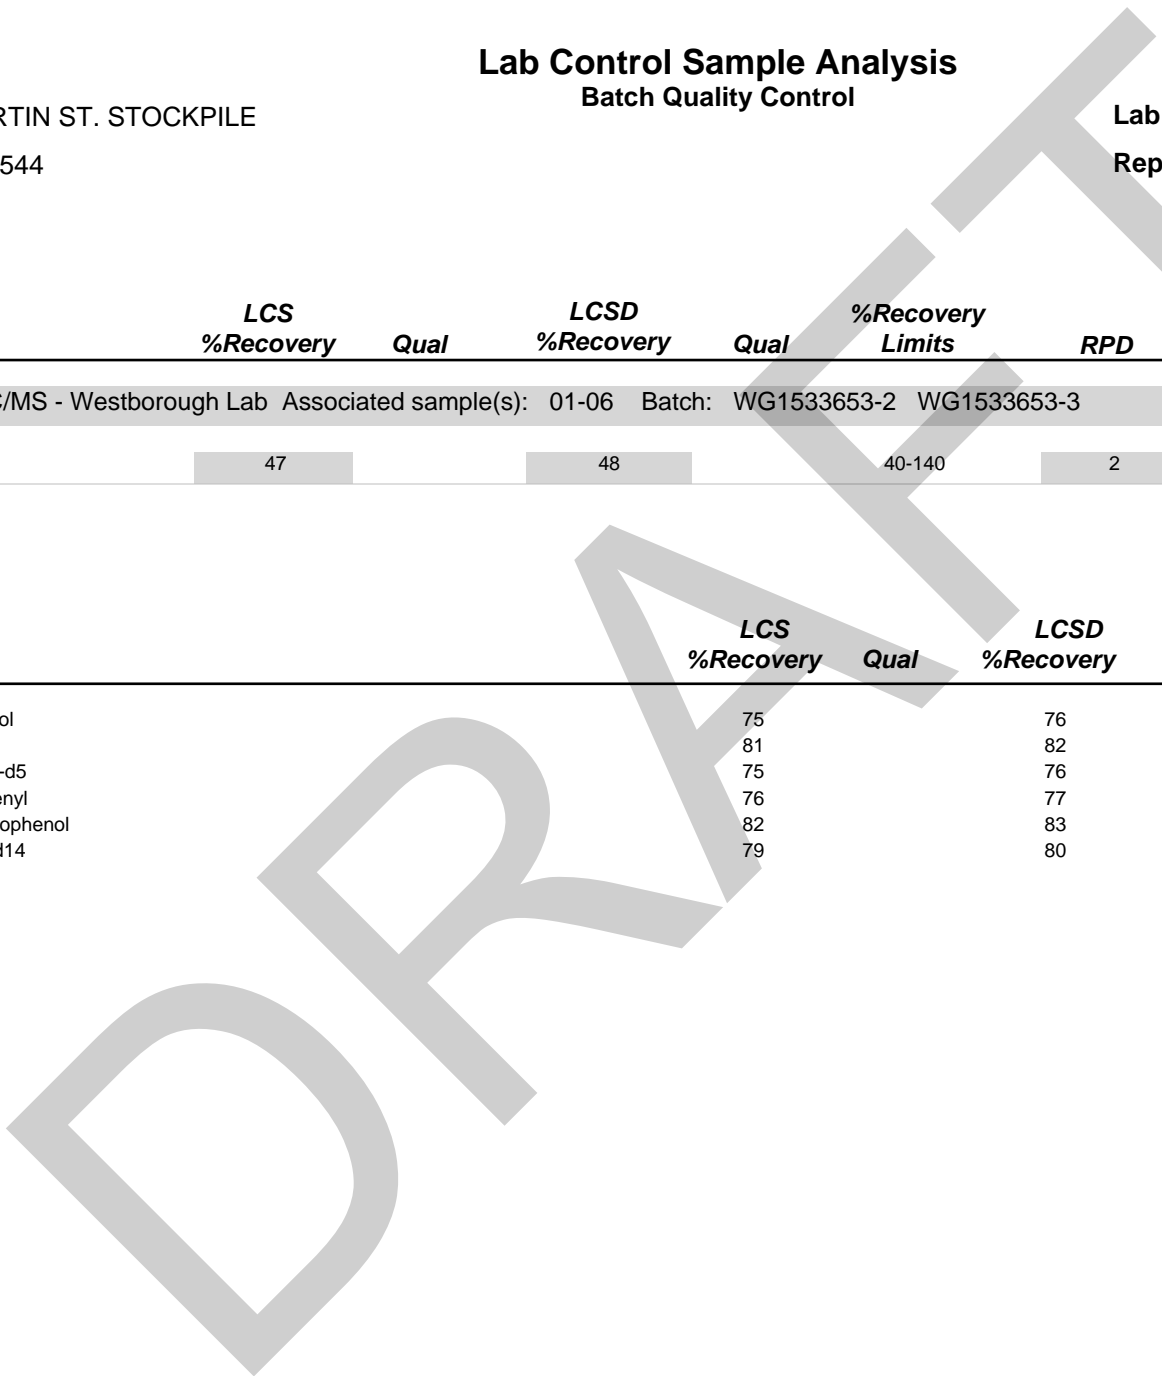 Lab Control Sample Analysis
Batch Quality Control
RTIN ST. STOCKPILE
Lab
544
Rep
LCS %Recovery Qual LCSD %Recovery Qual %Recovery Limits RPD
C/MS - Westborough Lab Associated sample(s): 01-06 Batch: WG1533653-2 WG1533653-3
47 48 40-140 2
LCS %Recovery Qual LCSD %Recovery
ol 75 76
81 82
-d5 75 76
enyl 76 77
ophenol 82 83
d14 79 80
DRAFT